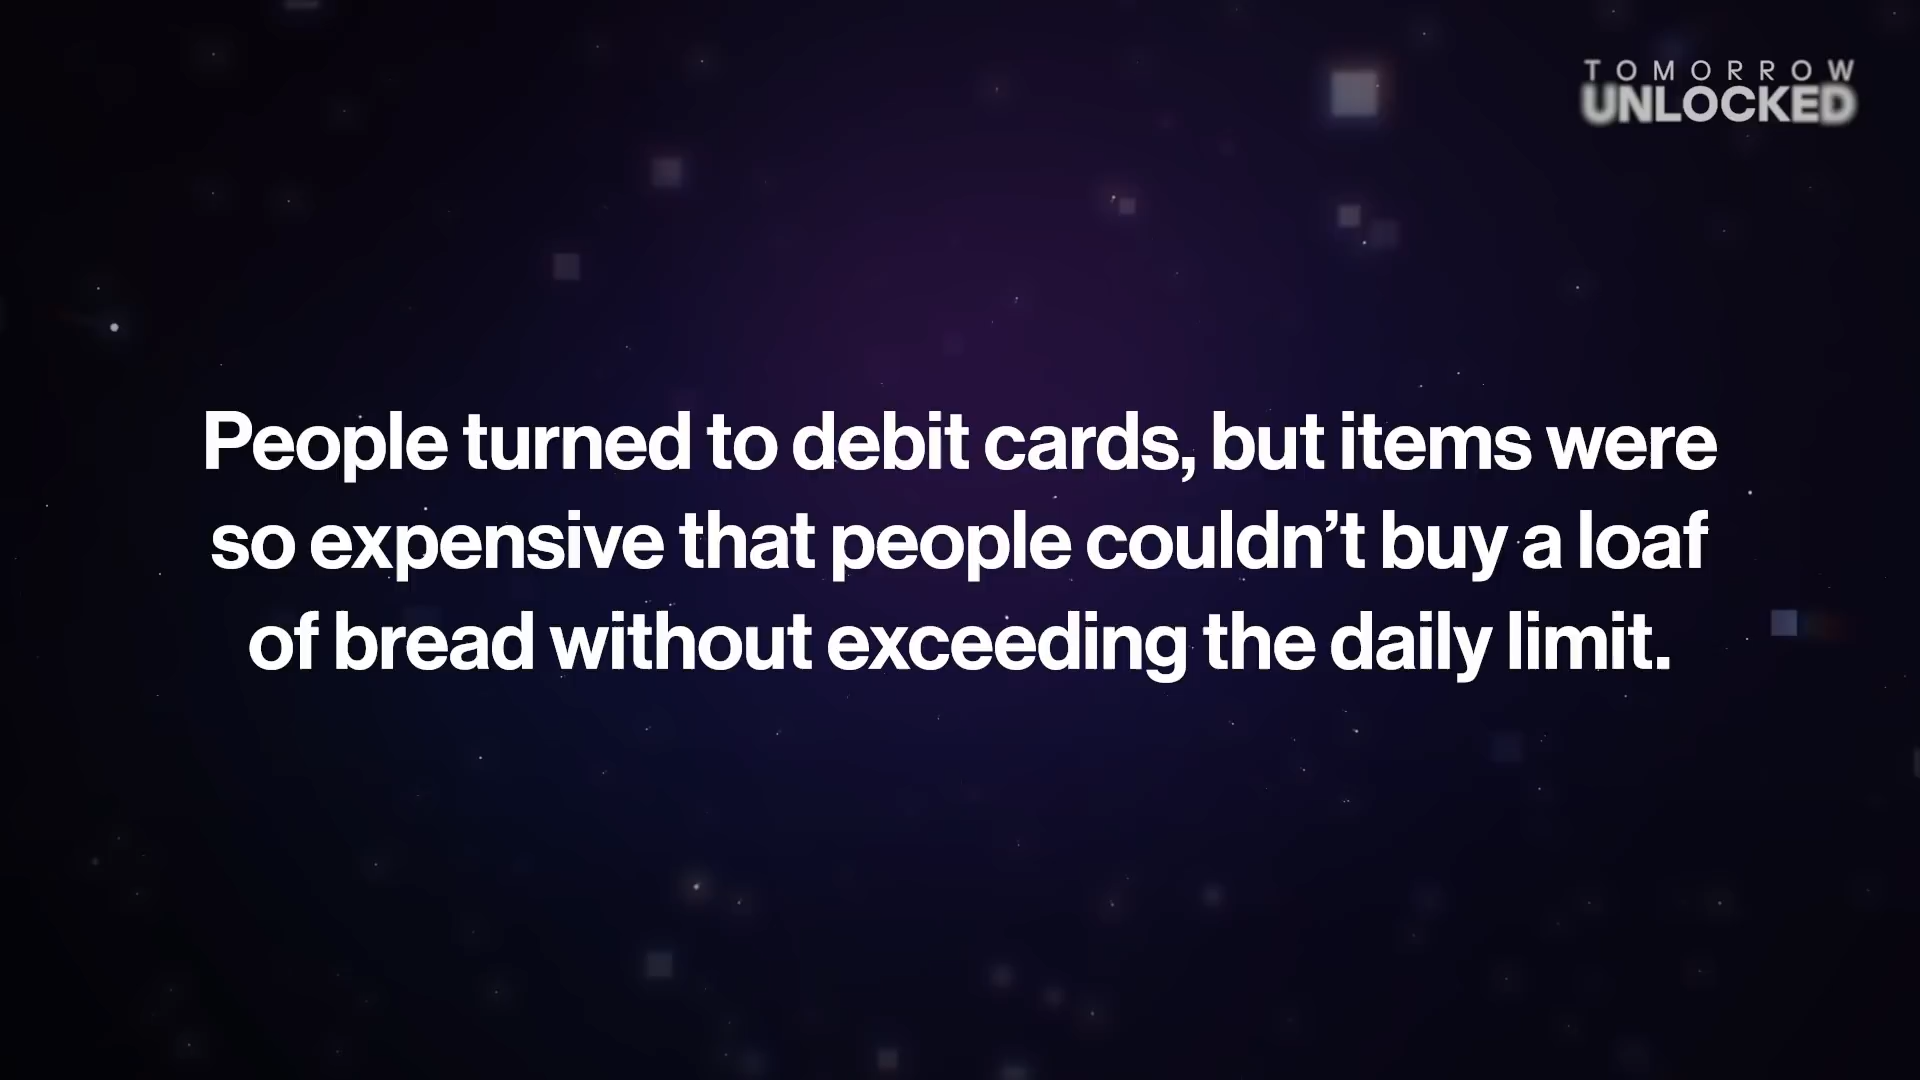 TOMORROW
UNLOCKED
People turned to debit cards, but items were
so expensive that people couldn’t buy a loaf
of bread without exceeding the daily limit.